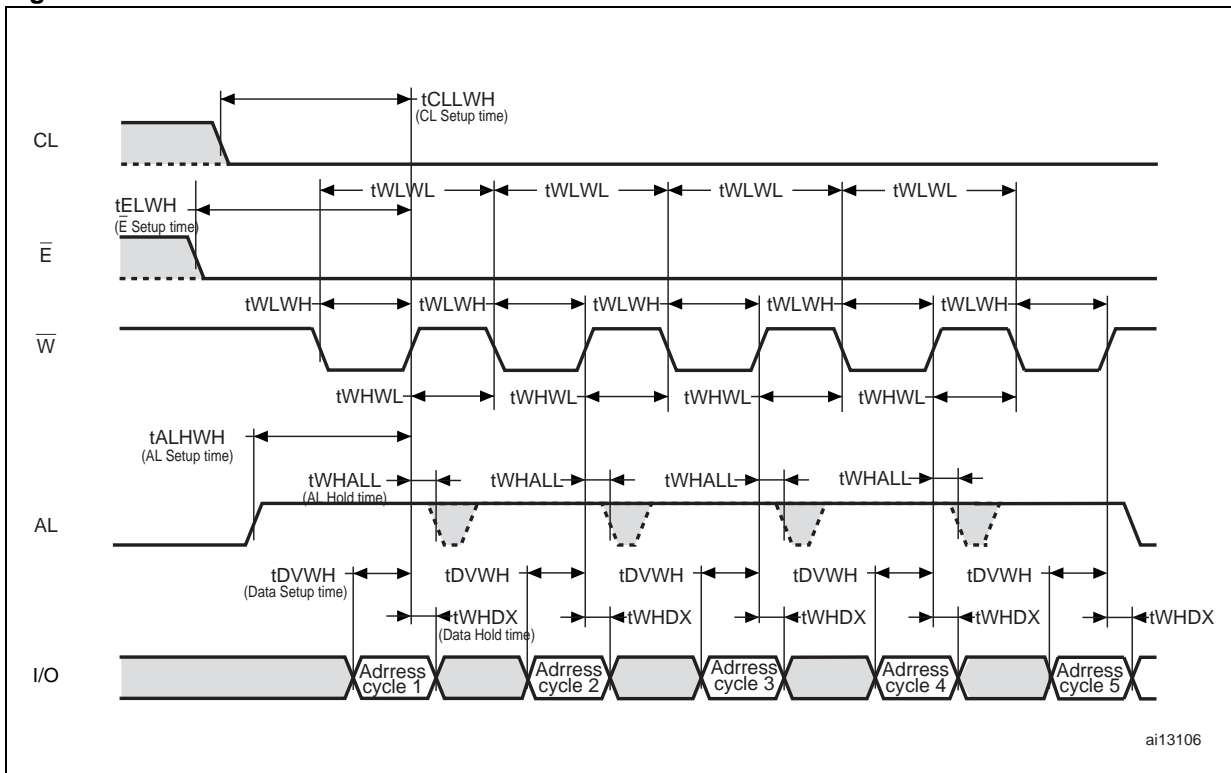 tCLLWH
(CL Setup time)
CL
tWLWL tWLWL tWLWL tWLWL
tELWH
(E Setup time)
E
tWLWH tWLWH tWLWH tWLWH tWLWH
W
tWHWL tWHWL tWHWL tWHWL
tALHWH
(AL Setup time)
tWHALL tWHALL tWHALL tWHALL
(AL Hold time)
AL
tDVWH tDVWH tDVWH tDVWH tDVWH
(Data Setup time)
tWHDX tWHDX tWHDX tWHDX tWHDX
(Data Hold time)
I/O
Adrress cycle 1
Adrress cycle 2
Adrress cycle 3
Adrress cycle 4
Adrress cycle 5
ai13106